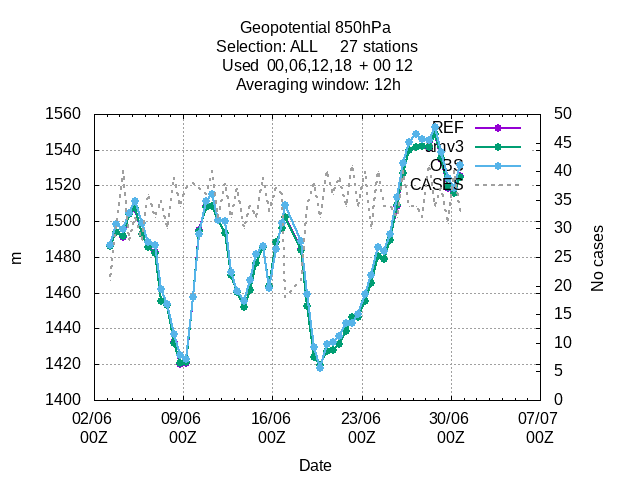 Geopotential 850hPa
Selection: ALL 27 stations
Used 00,06,12,18 + 00 12
Averaging window: 12h
1560 50
REF
45
1540 amv3
OBS 40
1520 CASES
35
1500 30
1480 25
m No cases
20
1460
15
1440 10
1420 5
1400 0
02/06 09/06 16/06 23/06 30/06 07/07
00Z 00Z 00Z 00Z 00Z 00Z
Date